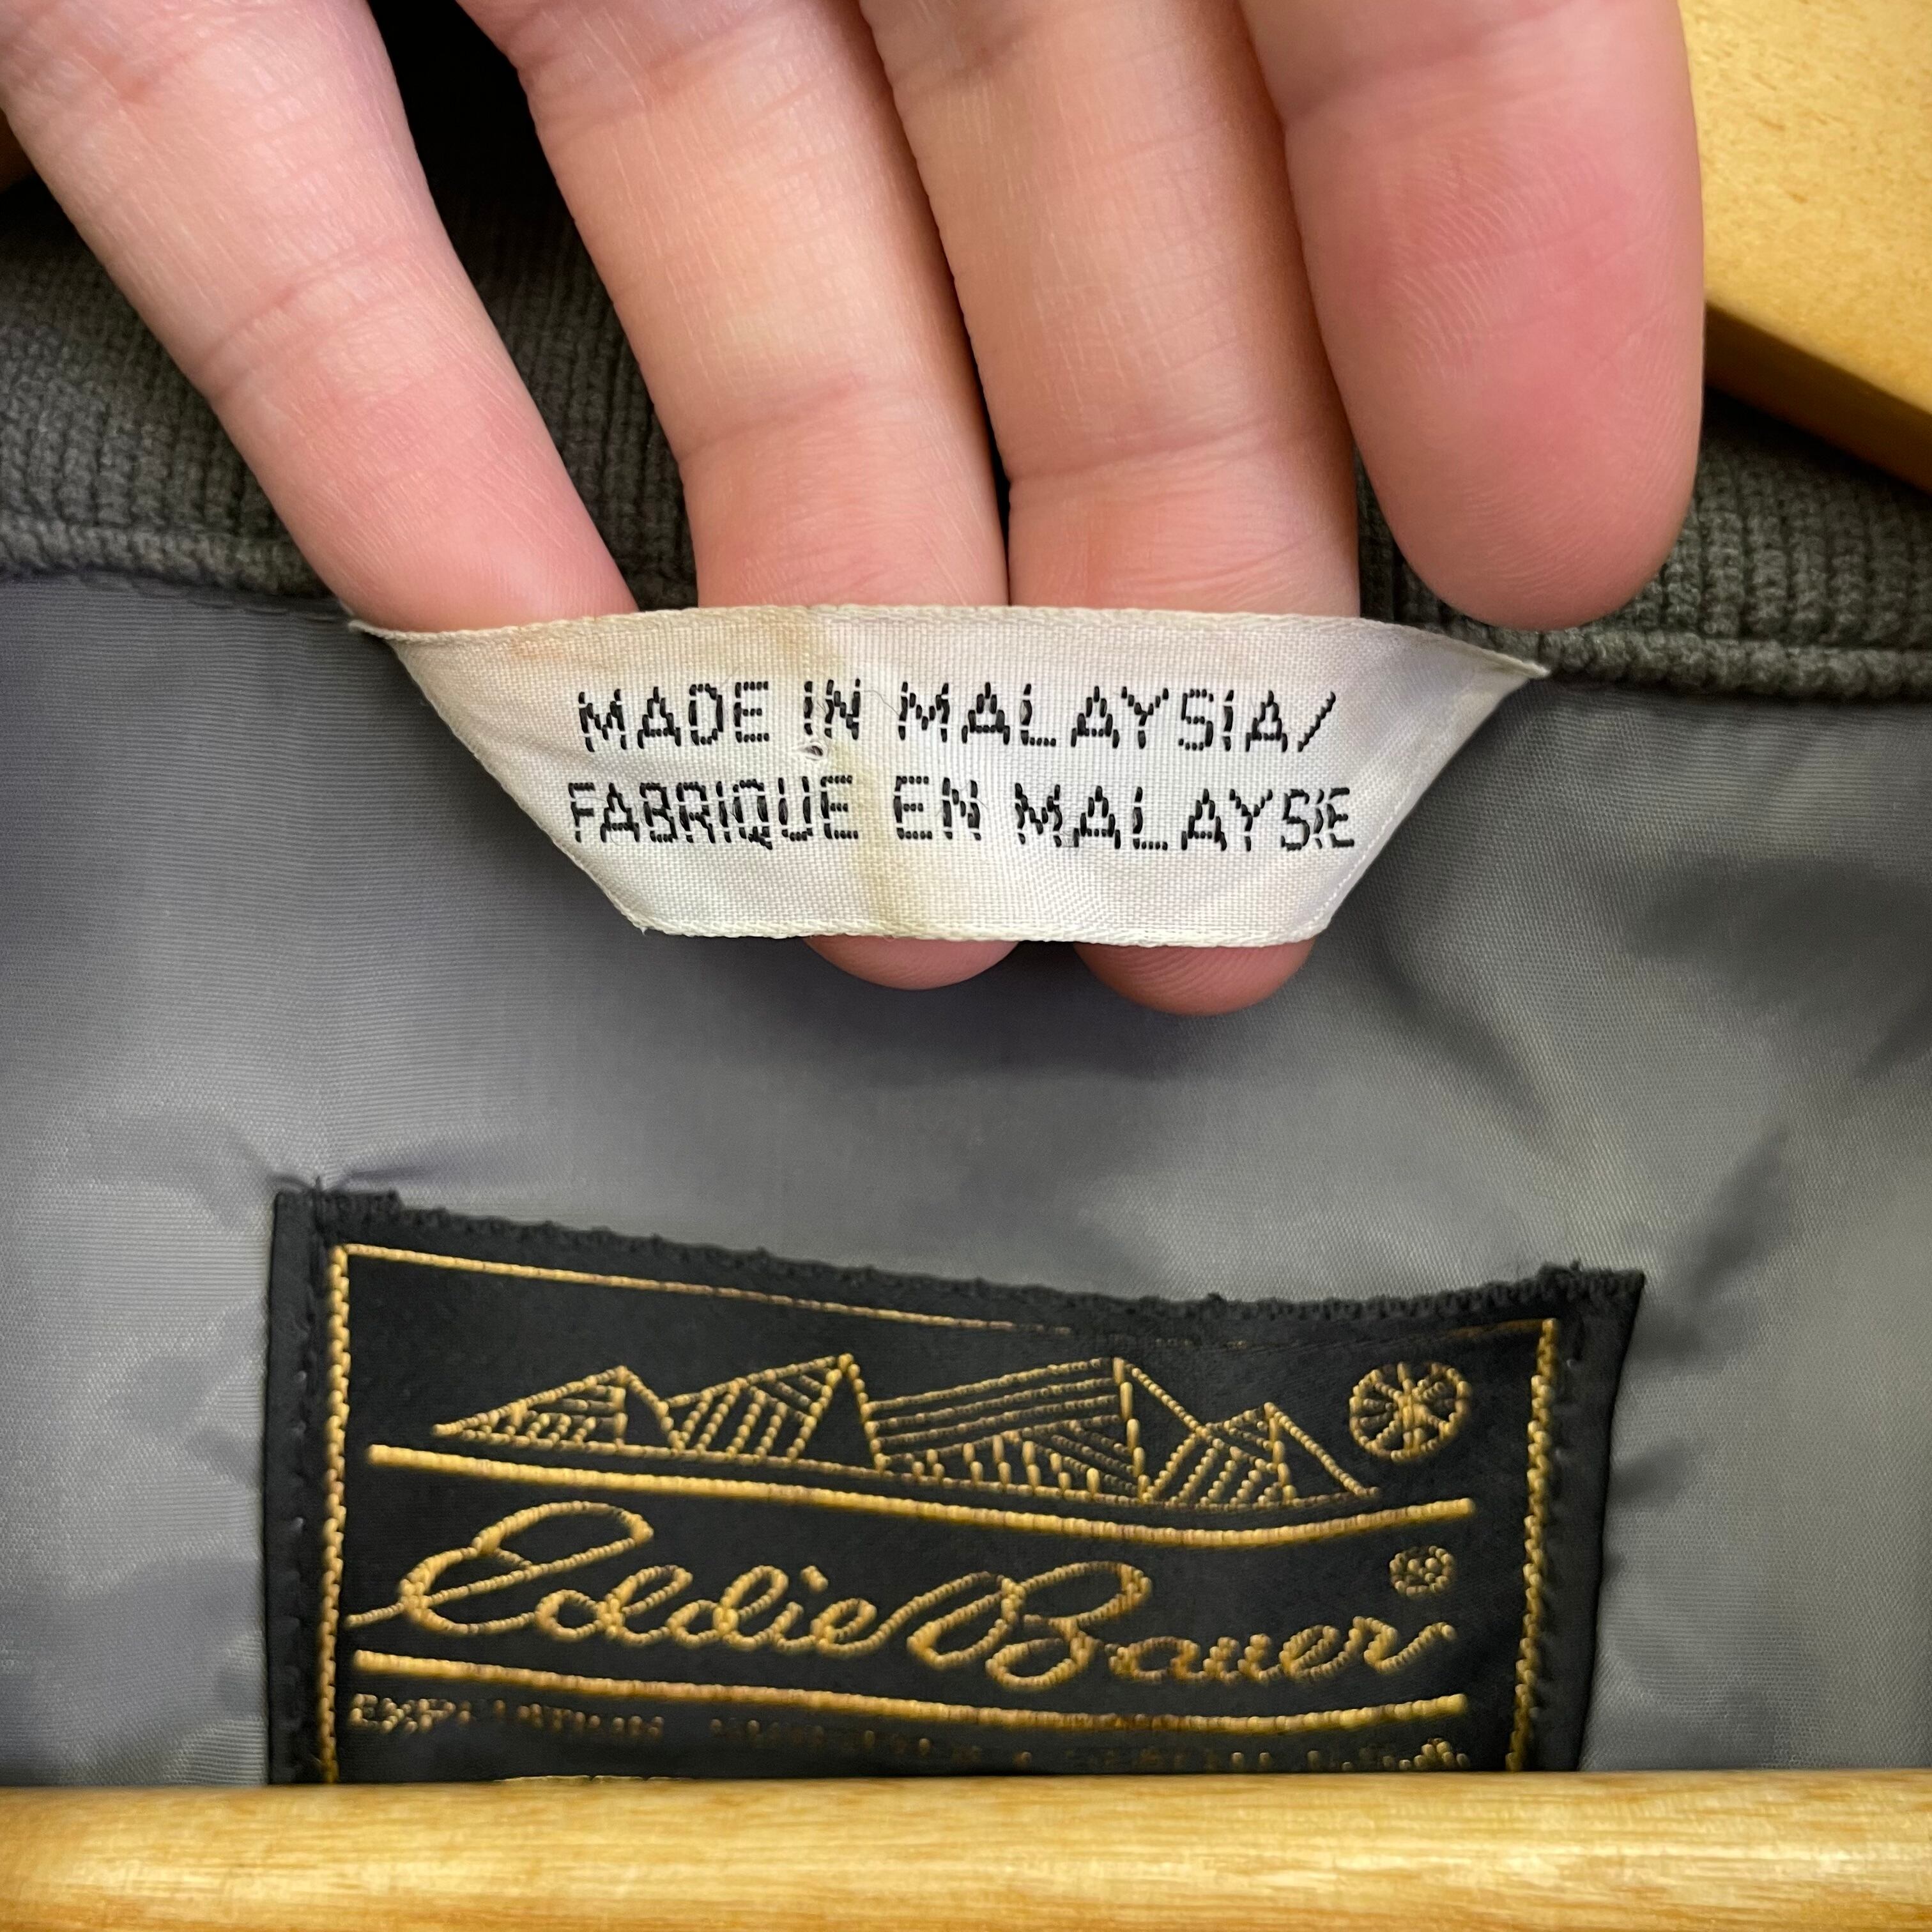 MADE IN MALAYSIA/
FABRIQUE EN MALAYSIE
Eddie Bauer